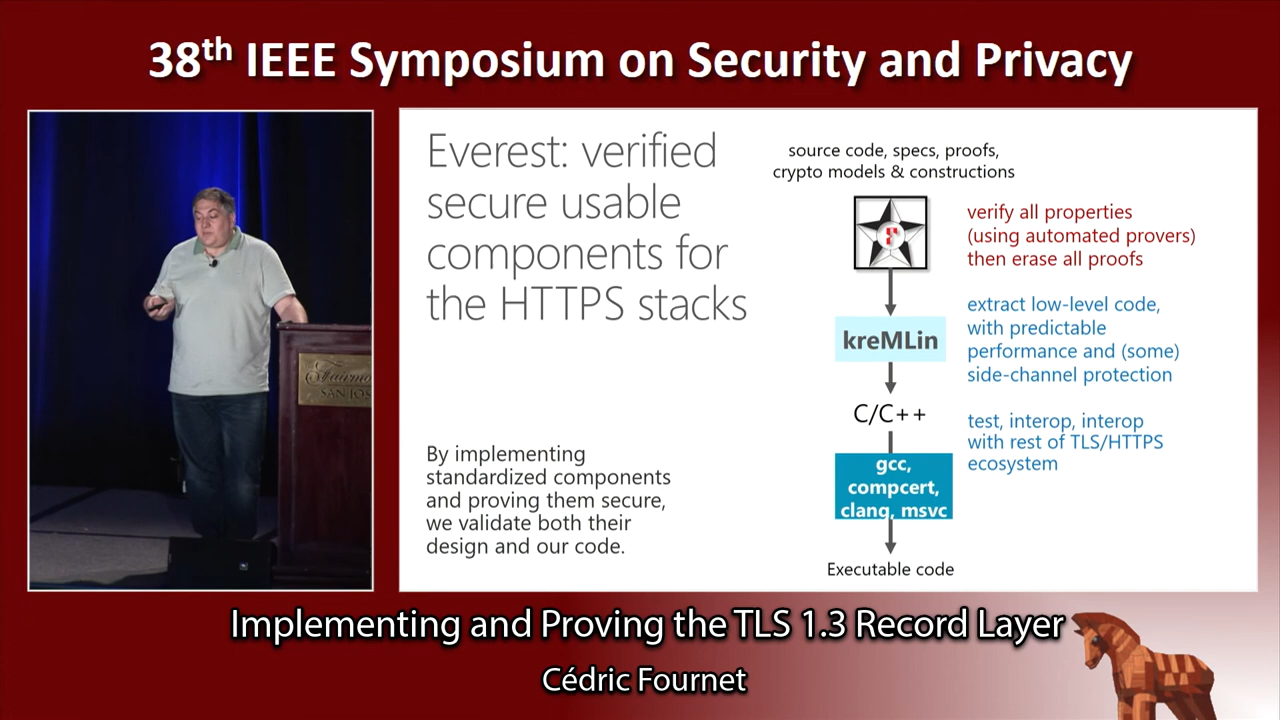 38th IEEE Symposium on Security and Privacy
Everest: verified
secure usable
components for
the HTTPS stacks
By implementing
standardized components
and proving them secure,
we validate both their
design and our code.
source code, specs, proofs,
crypto models & constructions
verify all properties
(using automated provers)
then erase all proofs
kreMLin
extract low-level code,
with predictable
performance and (some)
side-channel protection
C/C++
test, interop, interop
with rest of TLS/HTTPS
ecosystem
gcc,
compcert,
clang, msvc
Executable code
SAN JOS
Implementing and Proving the TLS 1.3 Record Layer
Cédric Fournet